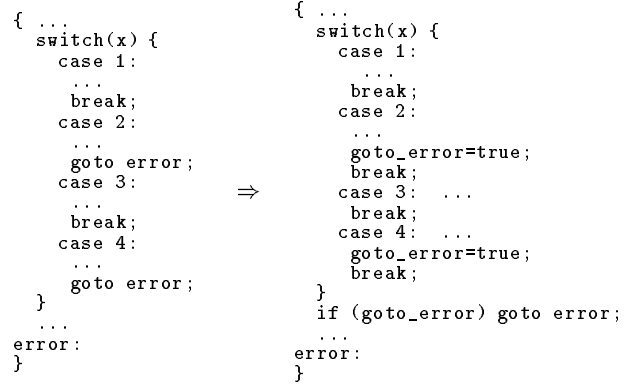 { ...
switch(x) {
case 1:
...
break;
case 2:
...
goto error;
case 3:
...
break;
case 4:
...
goto error;
}
...
error:
}
⇒
{ ...
switch(x) {
case 1:
...
break;
case 2:
...
goto_error=true;
break;
case 3: ...
break;
case 4: ...
goto_error=true;
break;
}
if (goto_error) goto error;
...
error:
}